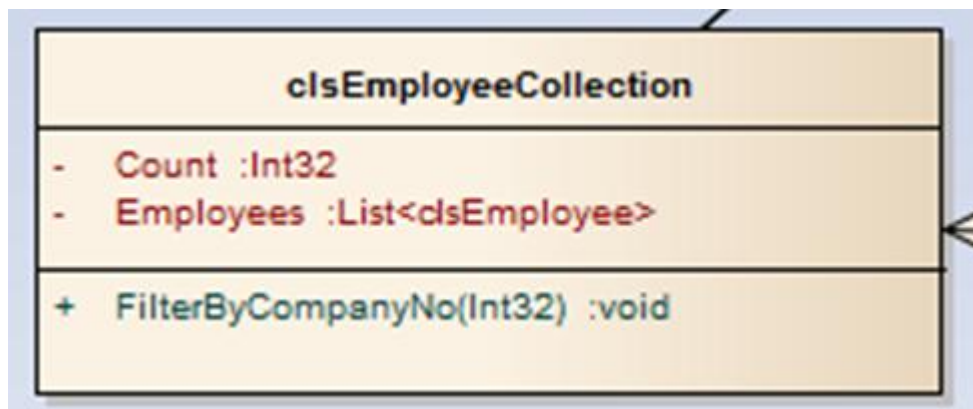 clsEmployeeCollection
- Count :Int32
- Employees :List<clsEmployee>
+ FilterByCompanyNo(Int32) :void